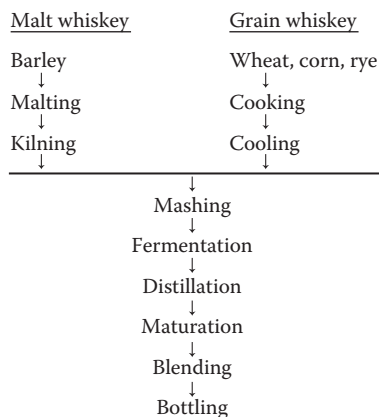 Malt whiskey
Grain whiskey
Barley
Wheat, corn, rye
↓
↓
Malting
Cooking
↓
↓
Kilning
Cooling
↓
↓
↓
Mashing
↓
Fermentation
↓
Distillation
↓
Maturation
↓
Blending
↓
Bottling